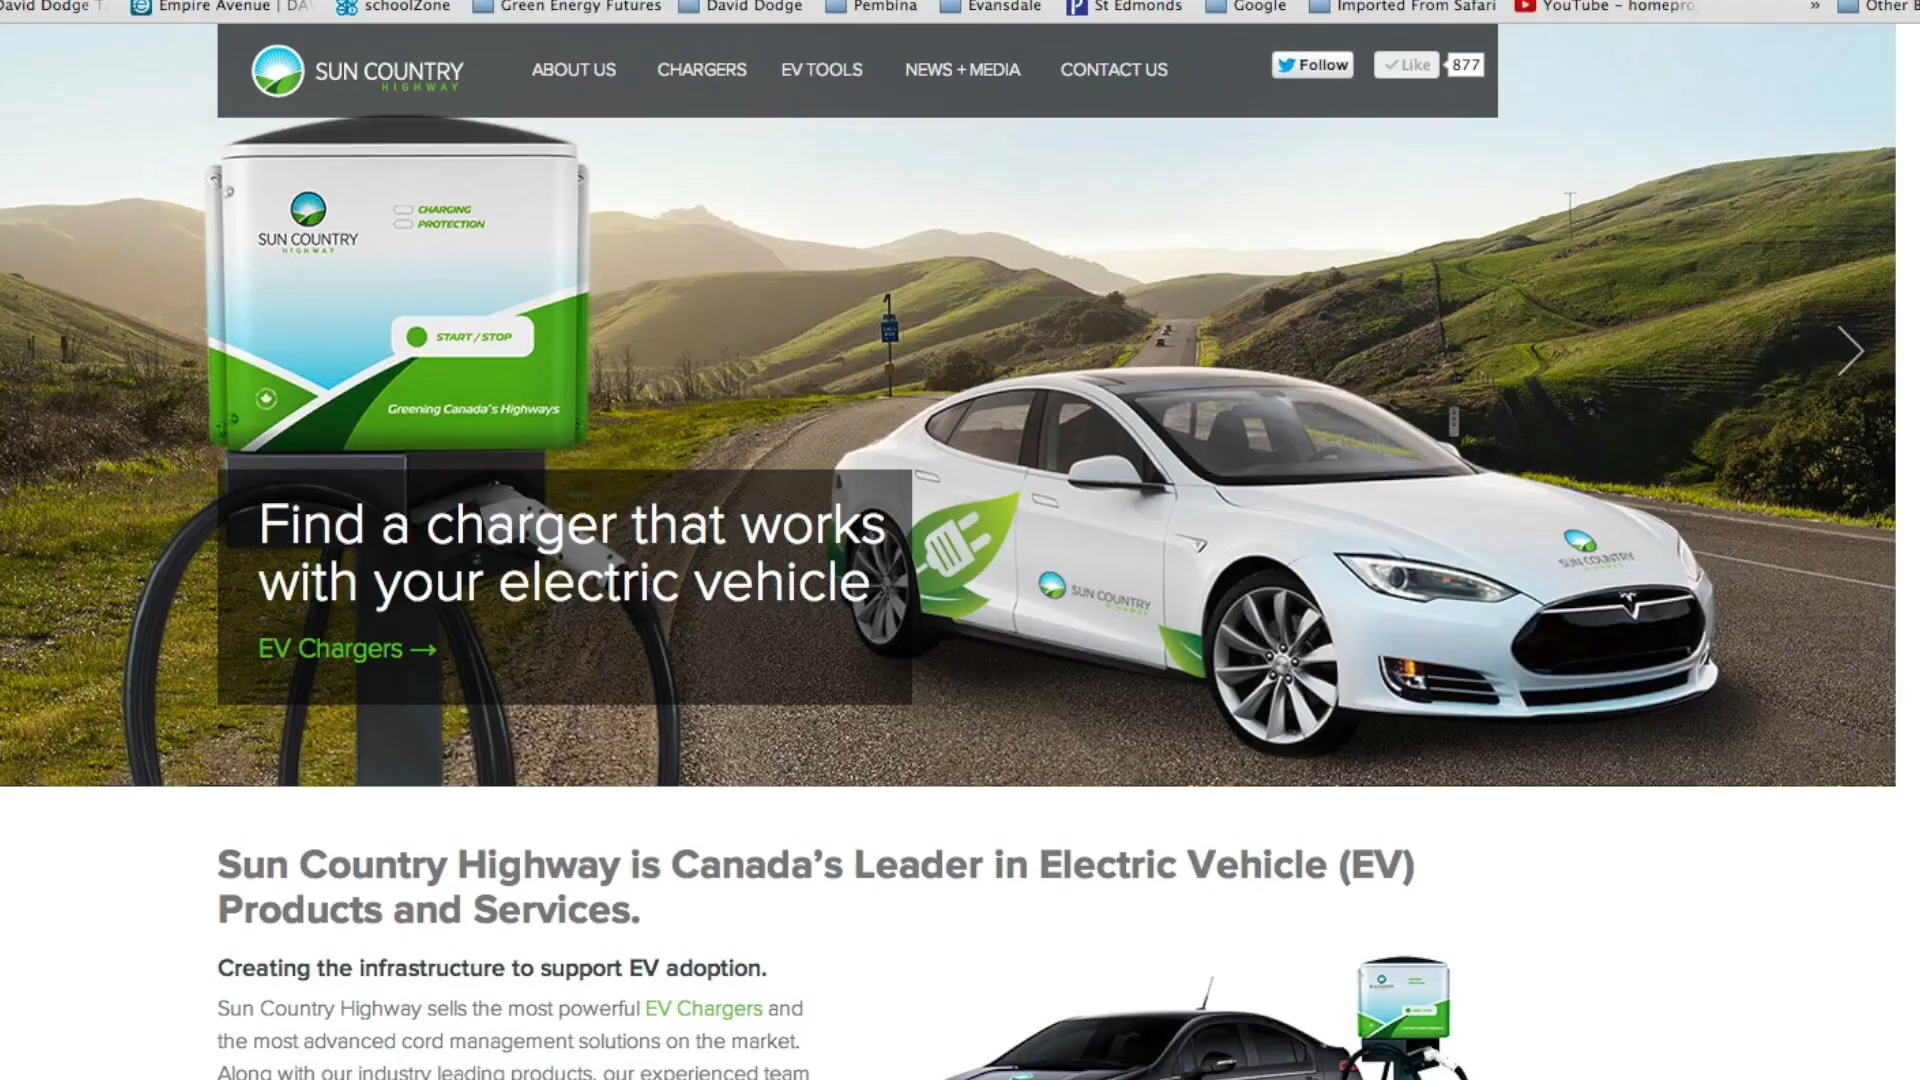 David Dodge
Empire Avenue | DA
schoolZone
Green Energy Futures
David Dodge
Pembina
Evansdale
St Edmonds
Google
Imported From Safari
YouTube - homepro
»
Other B
SUN COUNTRY
HIGHWAY
ABOUT US
CHARGERS
EV TOOLS
NEWS + MEDIA
CONTACT US
Follow
Like
877
CHARGING
PROTECTION
SUN COUNTRY
HIGHWAY
START / STOP
Greening Canada's Highways
Find a charger that works
with your electric vehicle
EV Chargers →
SUN COUNTRY
HIGHWAY
SUN COUNTRY
Sun Country Highway is Canada’s Leader in Electric Vehicle (EV)
Products and Services.
Creating the infrastructure to support EV adoption.
Sun Country Highway sells the most powerful EV Chargers and
the most advanced cord management solutions on the market.
Along with our industry leading products, our experienced team